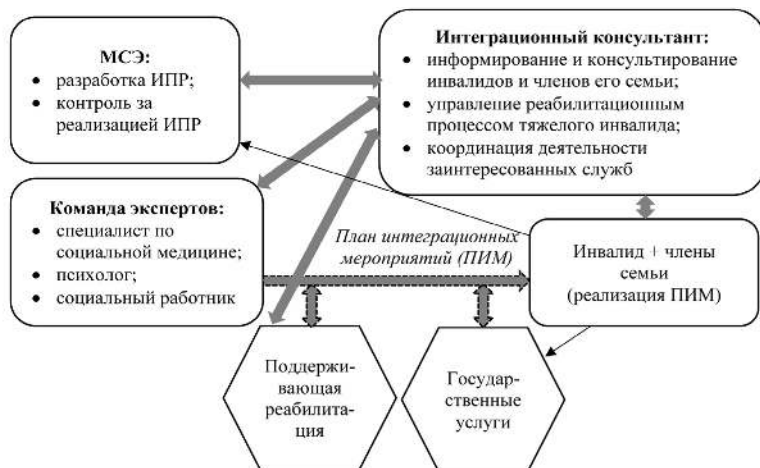 МСЭ:
• разработка ИПР;
• контроль за
реализацией ИПР
Интеграционный консультант:
• информирование и консультирование
инвалидов и членов его семьи;
• управление реабилитационным
процессом тяжелого инвалида;
• координация деятельности
заинтересованных служб
Команда экспертов:
• специалист по
социальной медицине;
• психолог;
• социальный работник
План интеграционных
мероприятий (ПИМ)
Инвалид + члены
семьи
(реализация ПИМ)
Поддержи-
вающая
реабилита-
ция
Государ-
ственные
услуги